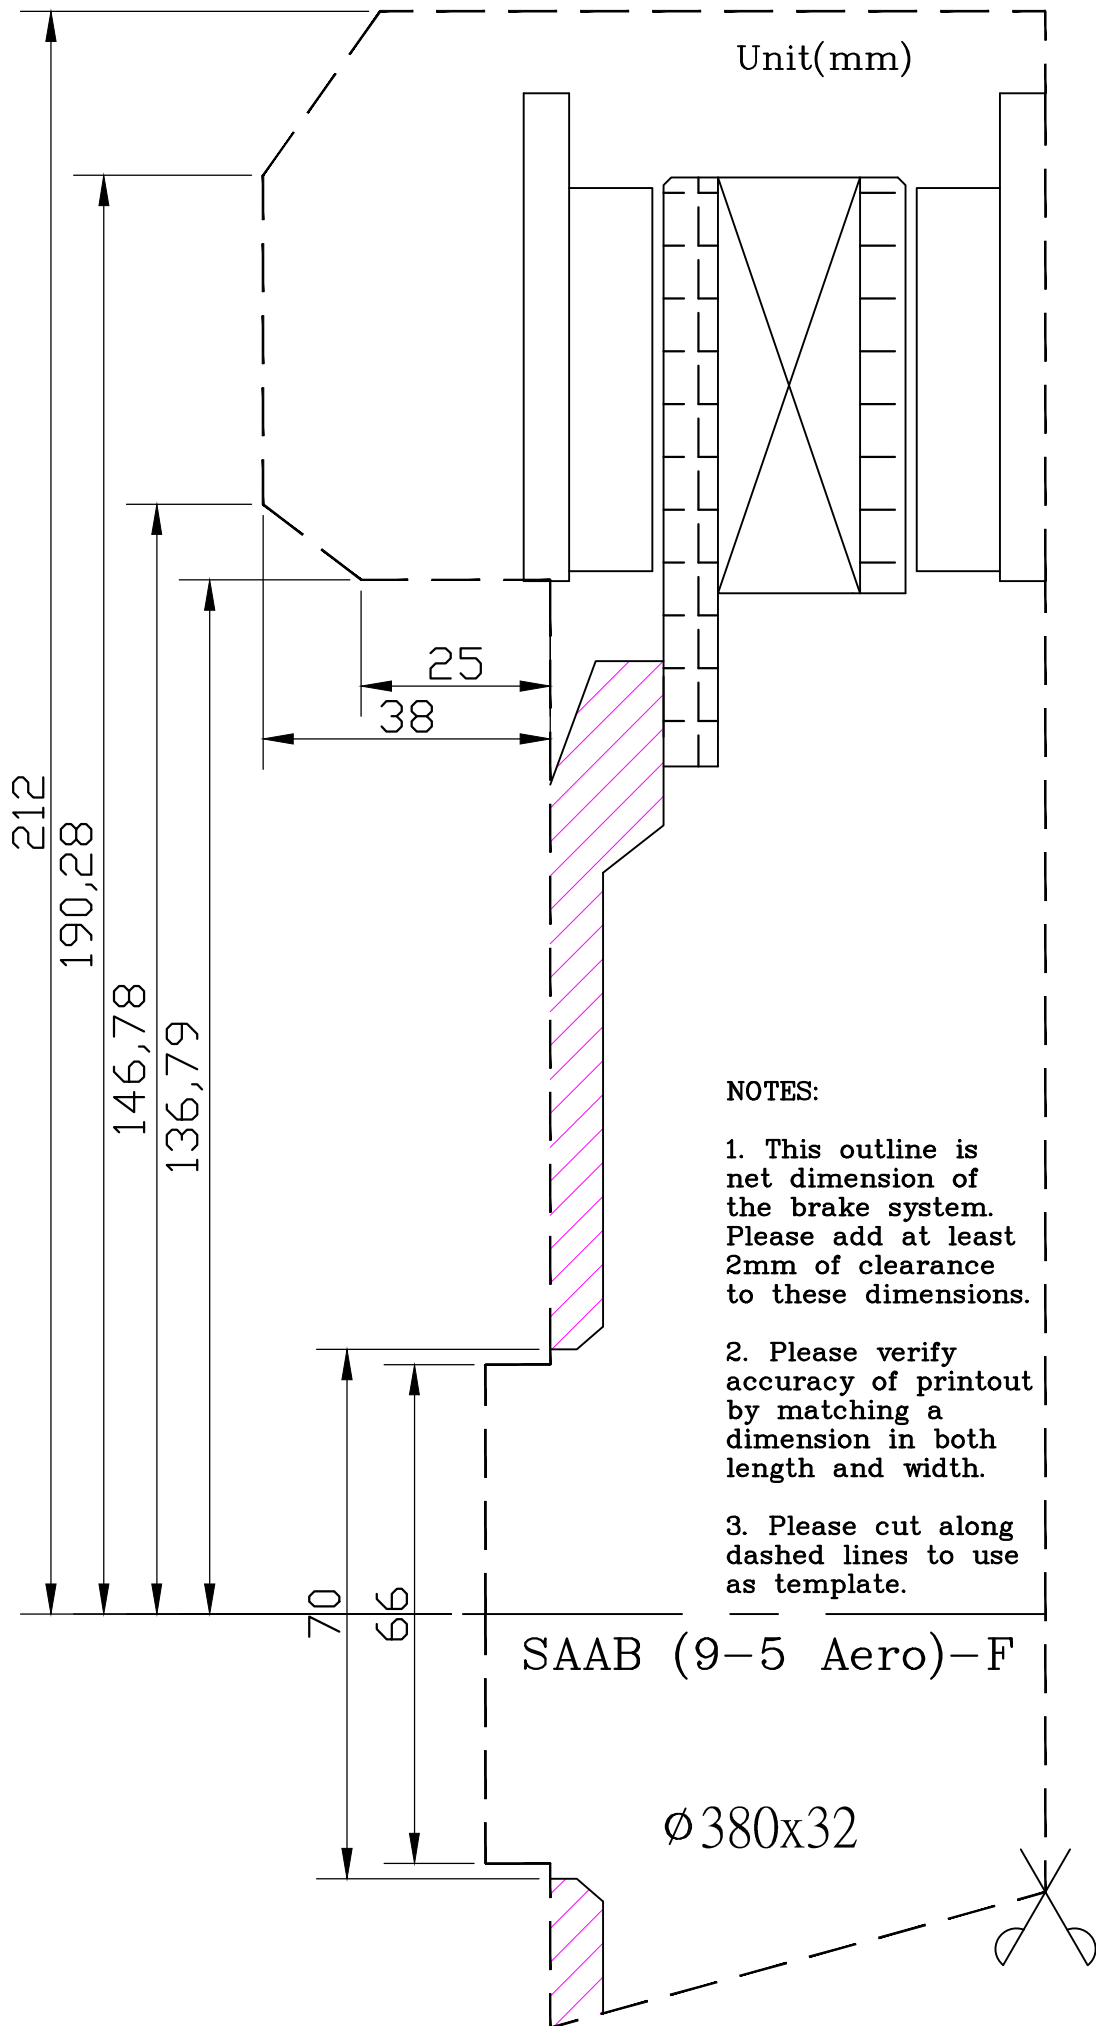 Unit(mm)
25
38
212
190,28
146,78
136,79
NOTES:
1. This outline is
net dimension of
the brake system.
Please add at least
2mm of clearance
to these dimensions.
2. Please verify
accuracy of printout
by matching a
dimension in both
length and width.
3. Please cut along
dashed lines to use
as template.
70
66
SAAB (9-5 Aero)-F
Ø380x32